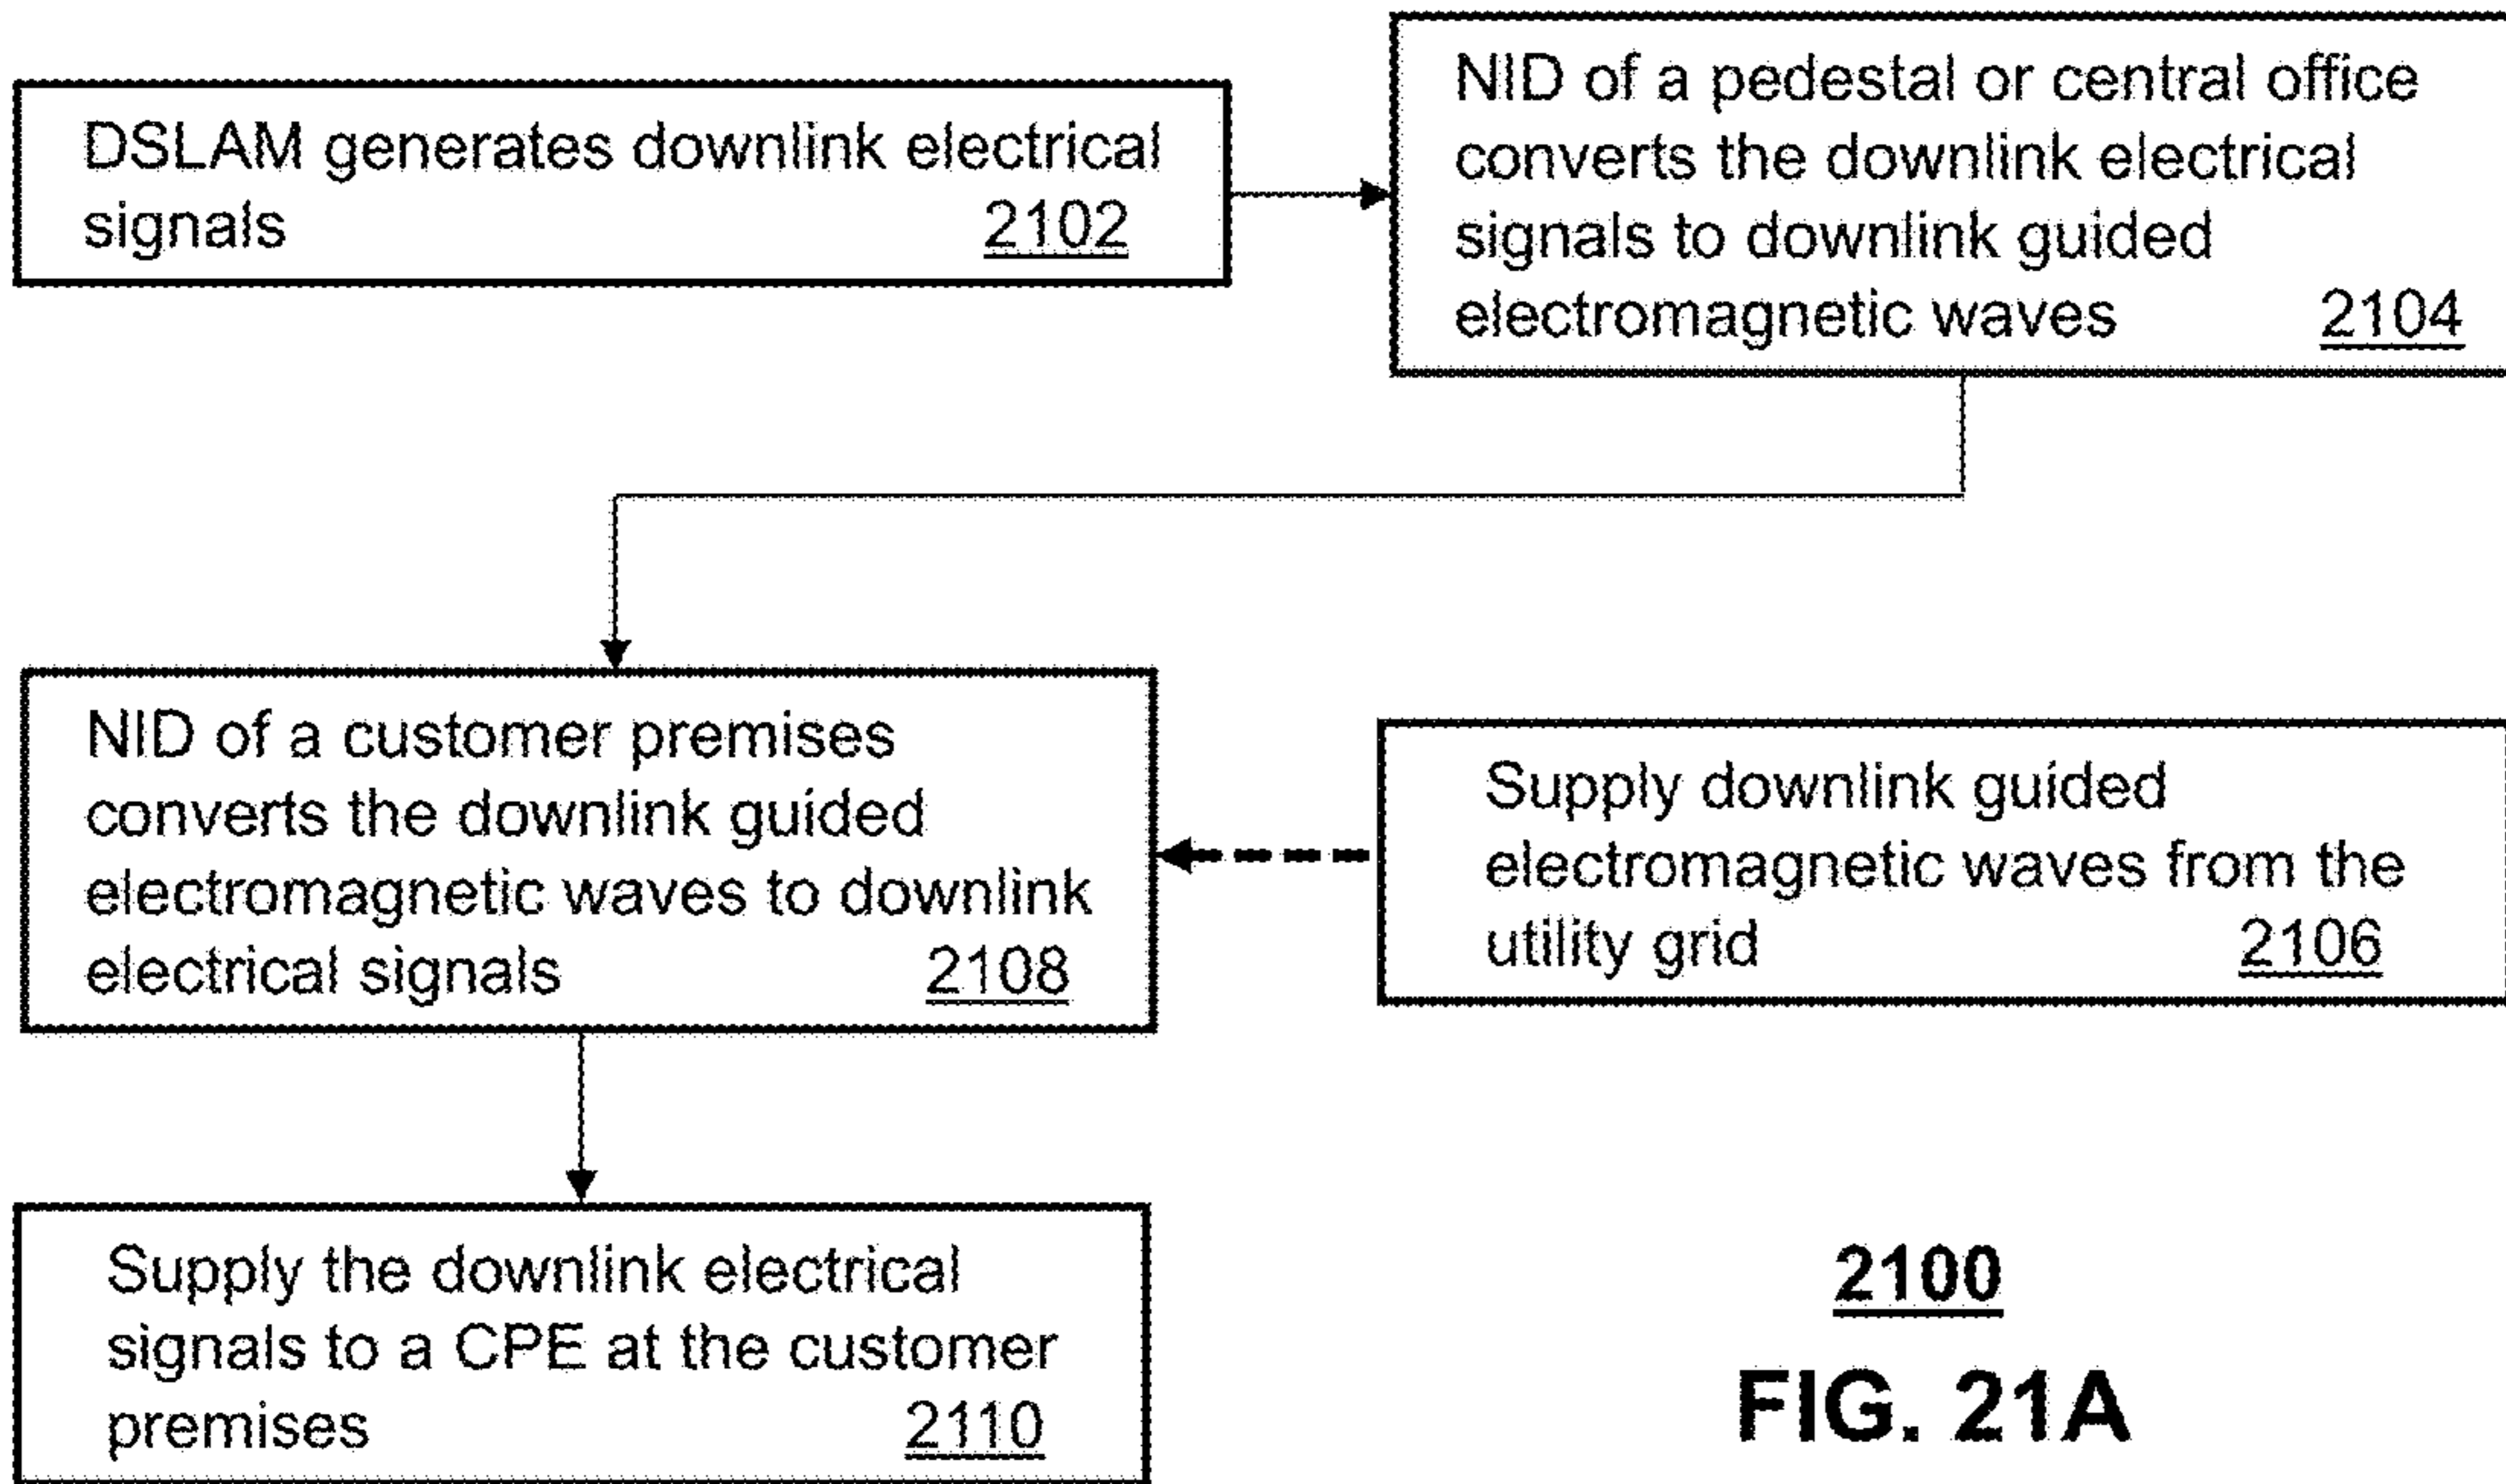 DSLAM generates downlink electrical
signals 2102
NID of a pedestal or central office
converts the downlink electrical
signals to downlink guided
electromagnetic waves 2104
NID of a customer premises
converts the downlink guided
electromagnetic waves to downlink
electrical signals 2108
Supply downlink guided
electromagnetic waves from the
utility grid 2106
Supply the downlink electrical
signals to a CPE at the customer
premises 2110
2100
FIG. 21A